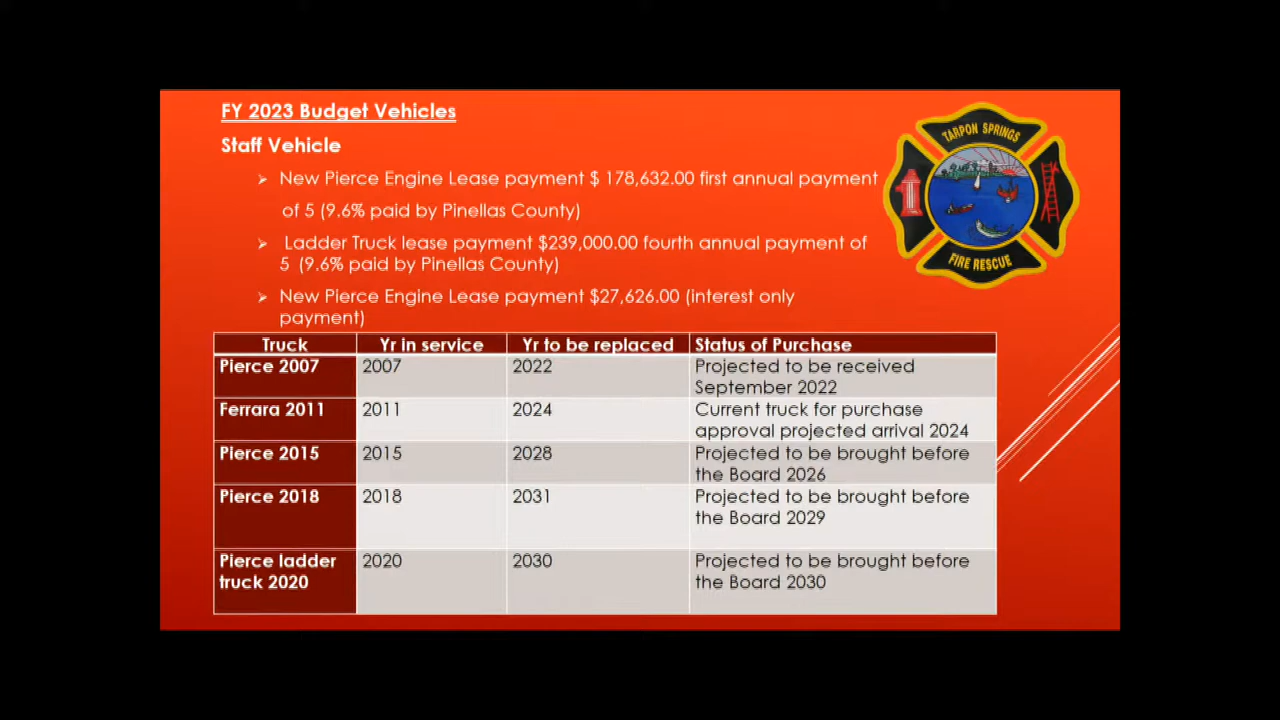 FY 2023 Budget Vehicles
Staff Vehicle
➢ New Pierce Engine Lease payment $ 178,632.00 first annual payment
of 5 (9.6% paid by Pinellas County)
➢ Ladder Truck lease payment $239,000.00 fourth annual payment of
5 (9.6% paid by Pinellas County)
➢ New Pierce Engine Lease payment $27,626.00 (interest only
payment)
TARPON SPRINGS
FIRE RESCUE
Truck Yr in service Yr to be replaced Status of Purchase
Pierce 2007 2007 2022 Projected to be received
September 2022
Ferrara 2011 2011 2024 Current truck for purchase
approval projected arrival 2024
Pierce 2015 2015 2028 Projected to be brought before
the Board 2026
Pierce 2018 2018 2031 Projected to be brought before
the Board 2029
Pierce ladder 2020 2030 Projected to be brought before
truck 2020 the Board 2030